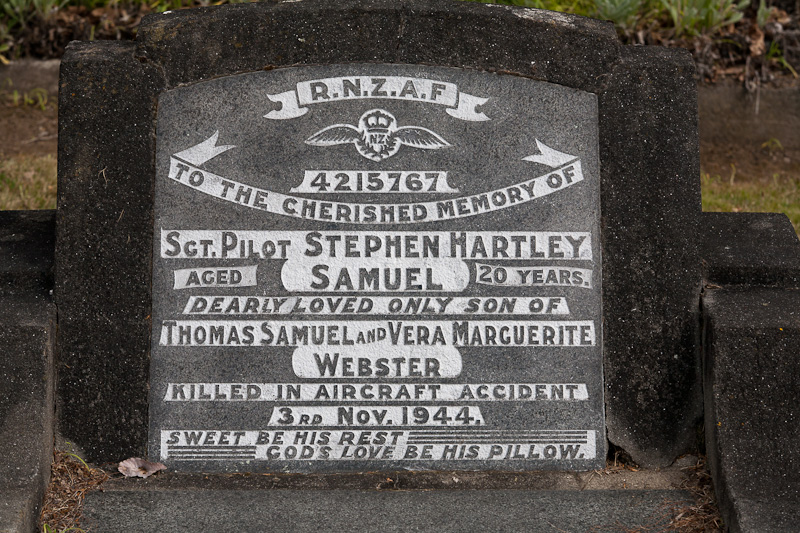 R.N.Z.A.F
NZ
4215767
TO THE CHERISHED MEMORY OF
SGT. PILOT STEPHEN HARTLEY
AGED SAMUEL 20 YEARS.
DEARLY LOVED ONLY SON OF
THOMAS SAMUEL AND VERA MARGUERITE
WEBSTER
KILLED IN AIRCRAFT ACCIDENT
3RD NOV. 1944.
SWEET BE HIS REST
GOD'S LOVE BE HIS PILLOW.